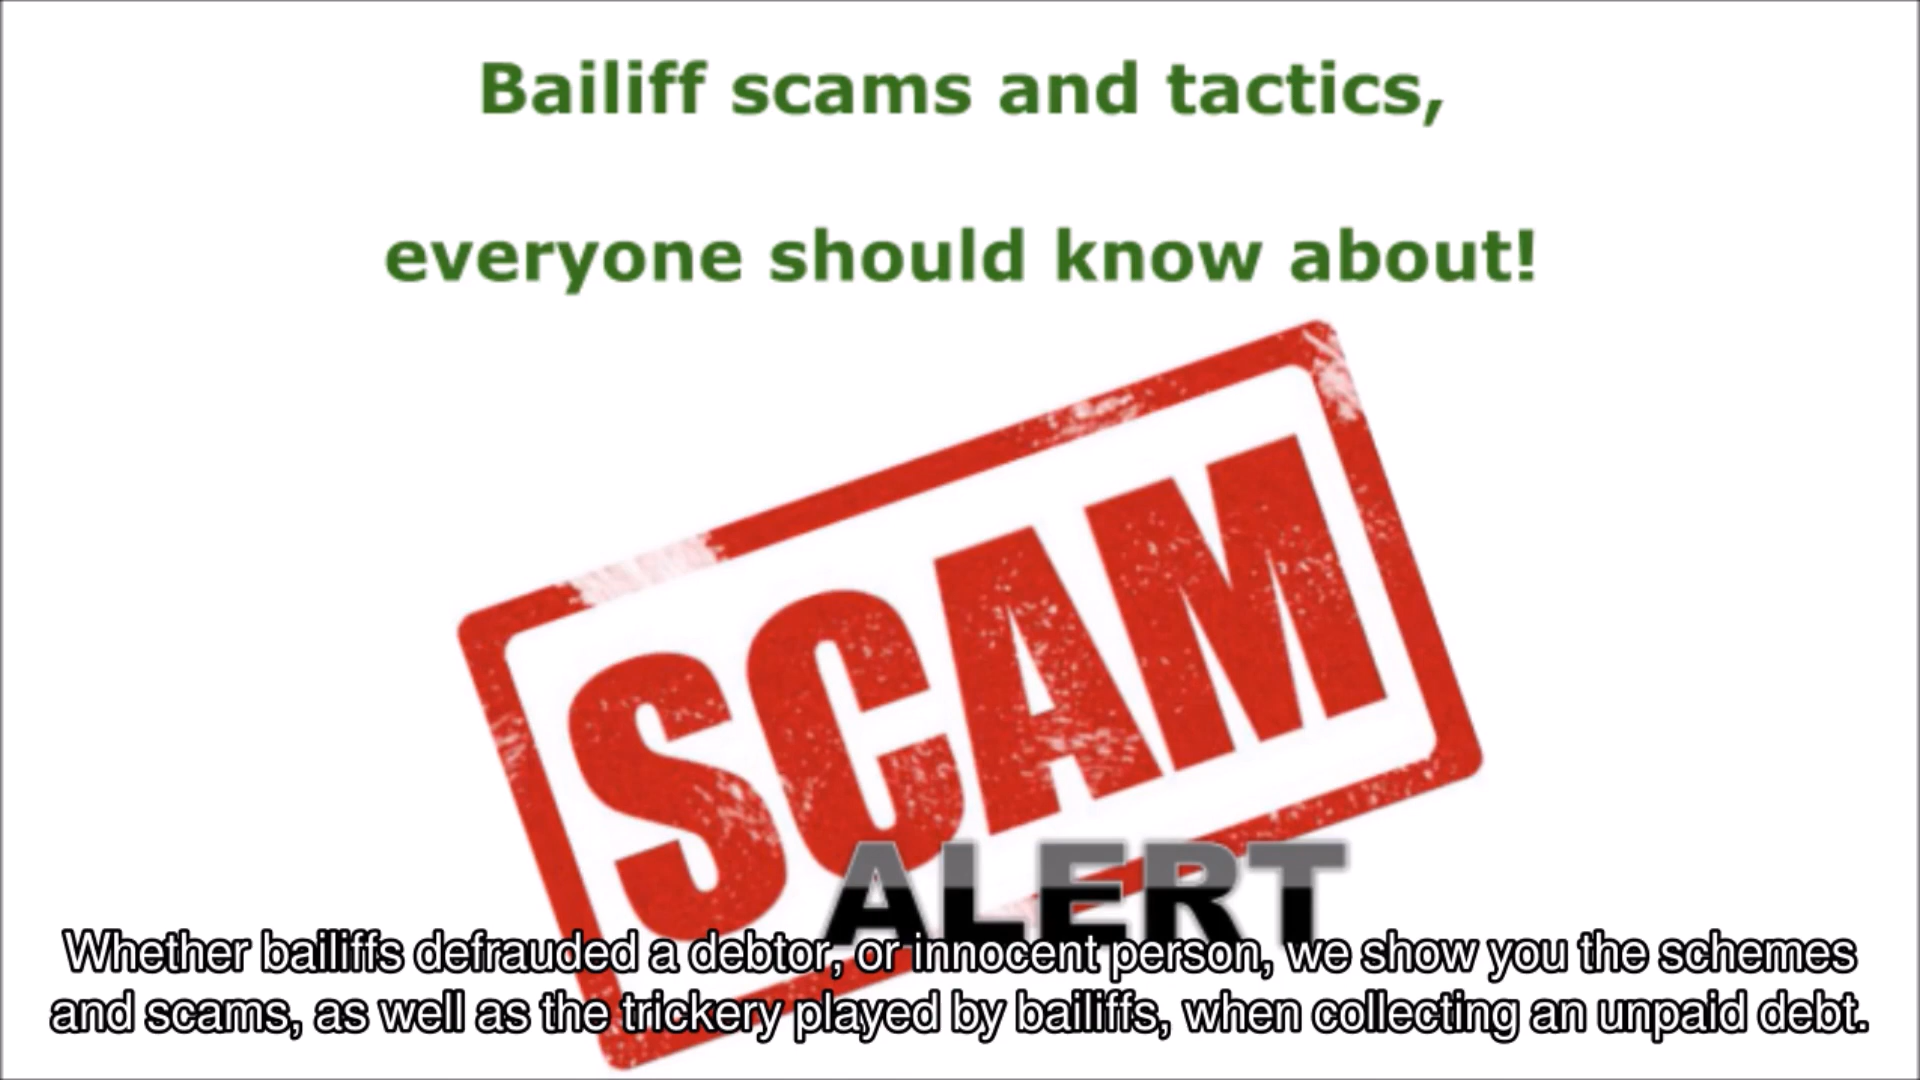 Bailiff scams and tactics,
everyone should know about!
SCAM
ALERT
Whether bailiffs defrauded a debtor, or innocent person, we show you the schemes
and scams, as well as the trickery played by bailiffs, when collecting an unpaid debt.